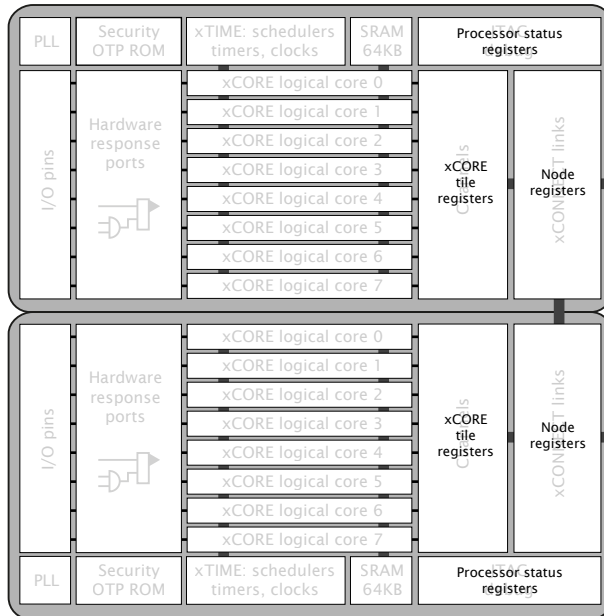 PLL
Security
OTP ROM
xTIME: schedulers
timers, clocks
SRAM
64KB
Processor status
registers
JTAG
I/O pins
Hardware
response
ports
xCORE logical core 0
xCORE logical core 1
xCORE logical core 2
xCORE logical core 3
xCORE logical core 4
xCORE logical core 5
xCORE logical core 6
xCORE logical core 7
xCORE
tile
registers
Node
registers
links
I/O pins
Hardware
response
ports
xCORE logical core 0
xCORE logical core 1
xCORE logical core 2
xCORE logical core 3
xCORE logical core 4
xCORE logical core 5
xCORE logical core 6
xCORE logical core 7
xCORE
tile
registers
Node
registers
links
PLL
Security
OTP ROM
xTIME: schedulers
timers, clocks
SRAM
64KB
Processor status
registers
JTAG